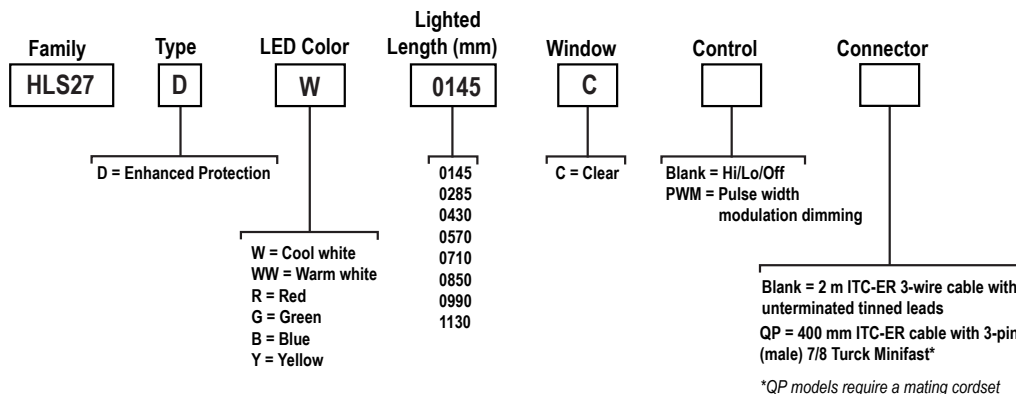 Family
Type
LED Color
Lighted
Length (mm)
Window
Control
Connector
HLS27
D
W
0145
C
D = Enhanced Protection
W = Cool white
WW = Warm white
R = Red
G = Green
B = Blue
Y = Yellow
0145
0285
0430
0570
0710
0850
0990
1130
C = Clear
Blank = Hi/Lo/Off
PWM = Pulse width
modulation dimming
Blank = 2 m ITC-ER 3-wire cable with
unterminated tinned leads
QP = 400 mm ITC-ER cable with 3-pin
(male) 7/8 Turck Minifast*
*QP models require a mating cordset